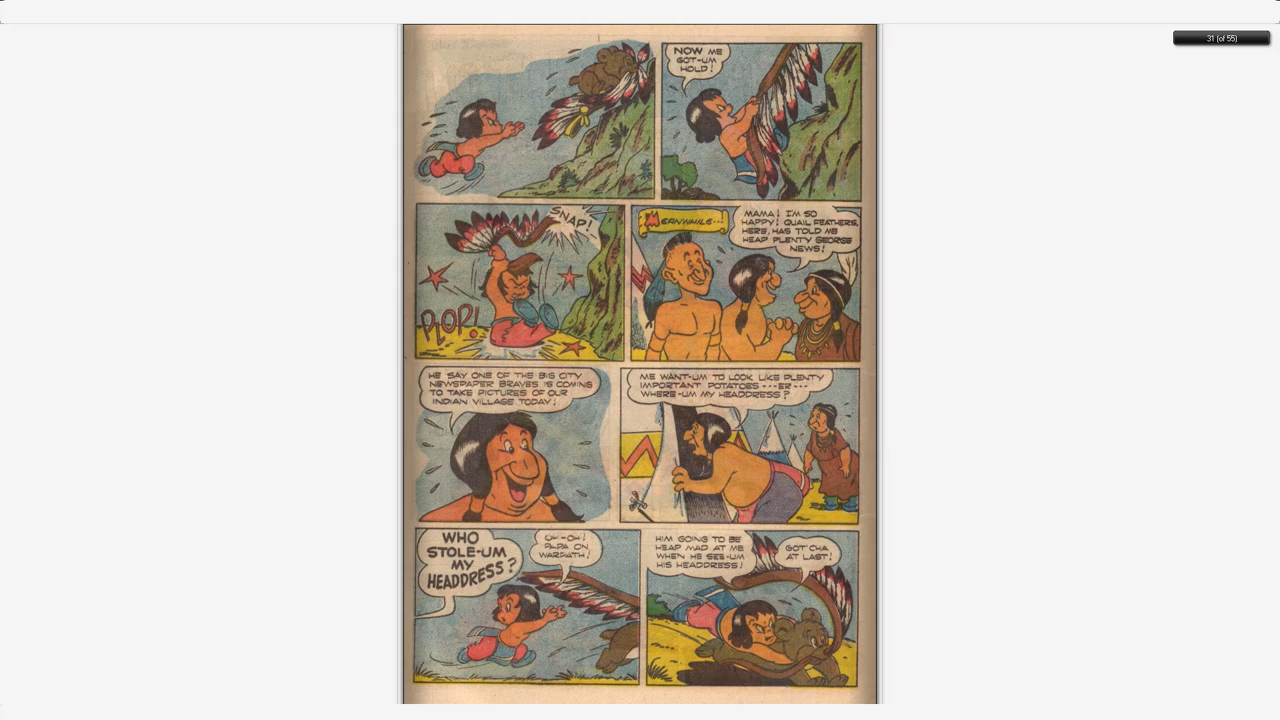 31 (of 55)
NOW ME
GOT-UM
HOLD!
SNAP!
PLOP!
MEANWHILE...
MAMA! I'M SO
HAPPY! QUAIL FEATHERS,
HERE, HAS TOLD ME
HEAP PLENTY GEORGE
NEWS!
HE SAY ONE OF THE BIG CITY
NEWSPAPER BRAVES IS COMING
TO TAKE PICTURES OF OUR
INDIAN VILLAGE TODAY!
ME WANT-UM TO LOOK LIKE PLENTY
IMPORTANT POTATOES ---ER---
WHERE-UM MY HEADDRESS?
WHO
STOLE-UM
MY
HEADDRESS?
UH-OH!
PAPA ON
WARPATH!
HIM GOING TO BE
HEAP MAD AT ME
WHEN HE SEE-UM
HIS HEADDRESS!
GOTCHA
AT LAST!